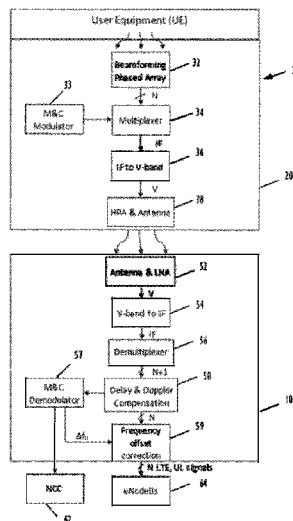 User Equipment (UE)
Beamforming
Phased Array
32
N
33
M&C
Modulator
Multiplexer
34
IF
IF to V-band
36
V
HPA & Antenna
38
20
Antenna & LNA
52
V
V-band to IF
54
IF
Demultiplexer
56
57
N+1
M&C
Demodulator
Delay & Doppler
Compensation
58
N
Δf₁
Frequency
offset
correction
59
10
N LTE, UL signals
NCC
62
eNodeBs
64